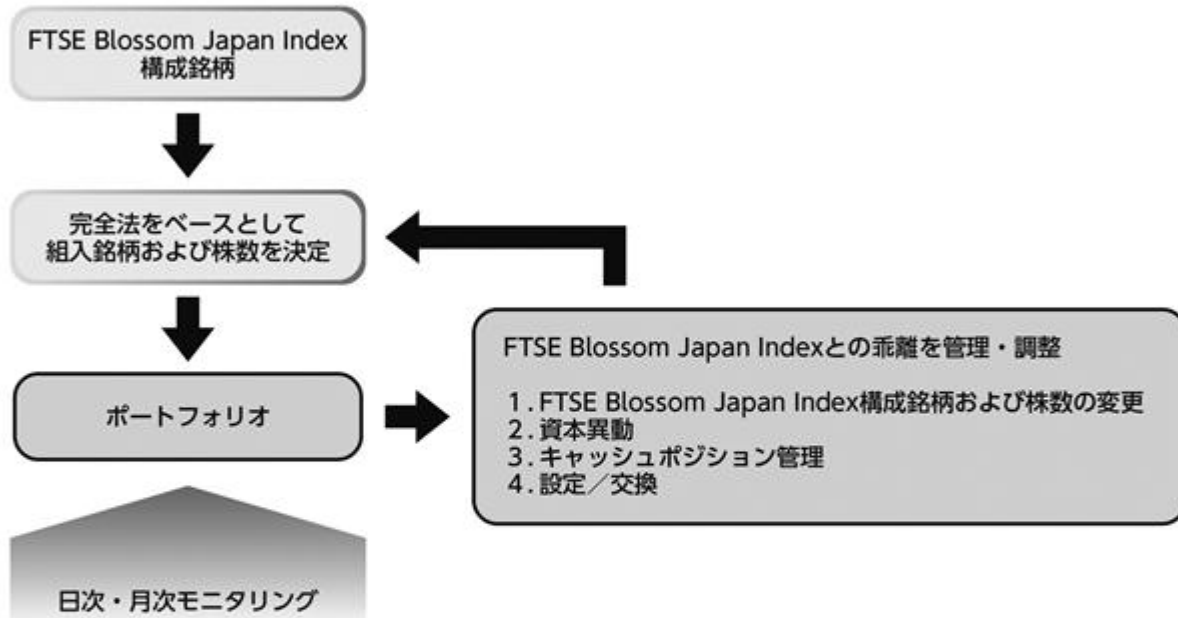 FTSE Blossom Japan Index
構成銘柄
完全法をベースとして
組入銘柄および株数を決定
ポートフォリオ
FTSE Blossom Japan Indexとの乖離を管理・調整
１．FTSE Blossom Japan Index構成銘柄および株数の変更
２．資本異動
３．キャッシュポジション管理
４．設定／交換
日次・月次モニタリング